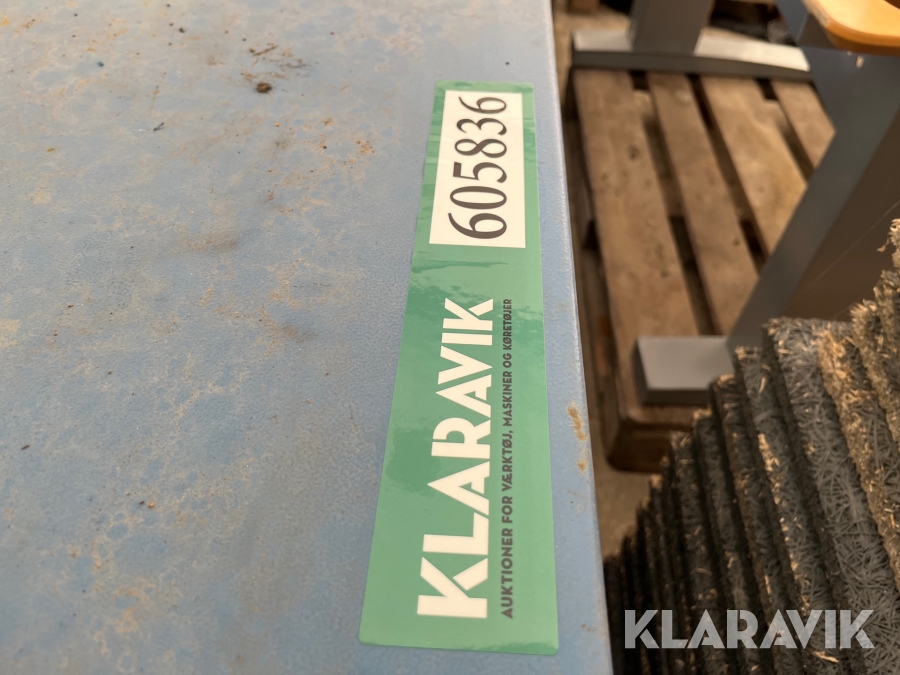 605836
KLARAVIK
AUKTIONER FOR VÆRKTØJ, MASKINER OG KØRETØJER
KLARAVIK